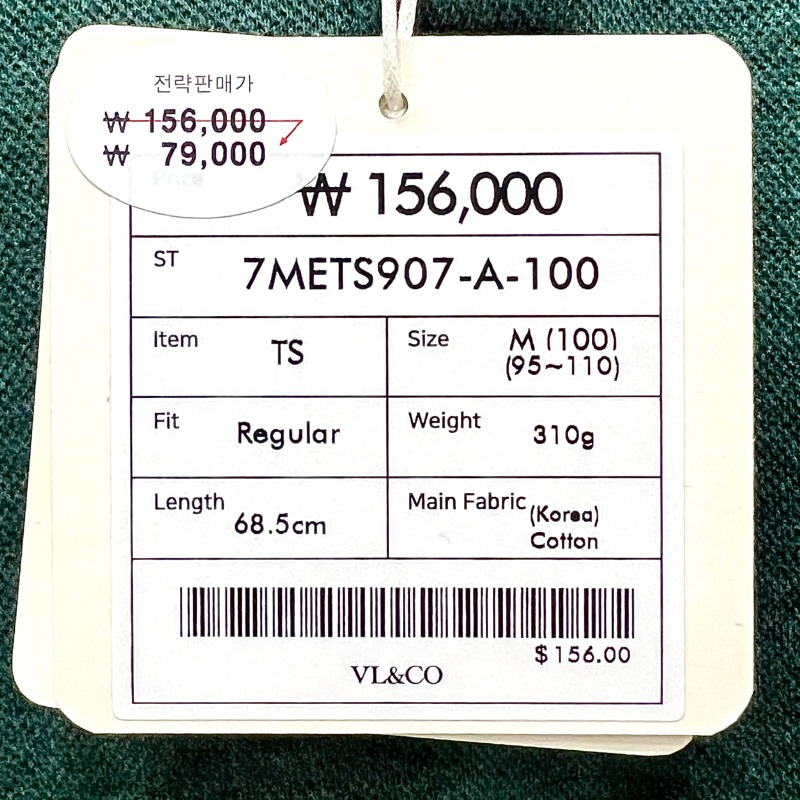 전략판매가
₩ 156,000
₩ 79,000
Price
₩ 156,000
ST
7METS907-A-100
Item
TS
Size
M (100)
(95~110)
Fit
Regular
Weight
310g
Length
68.5cm
Main Fabric
(Korea)
Cotton
$156.00
VL&CO